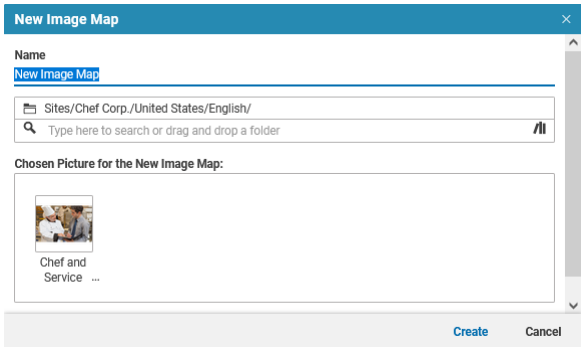 New Image Map
Name
New Image Map
Sites/Chef Corp./United States/English/
Type here to search or drag and drop a folder
Chosen Picture for the New Image Map:
Chef and
Service ...
Create Cancel